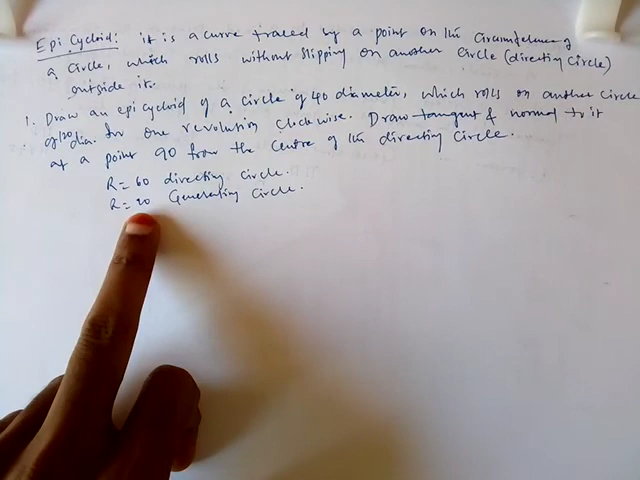 Epi Cycloid: it is a curve traced by a point on the circumference of
a circle, which rolls without slipping on another circle (directing circle)
outside it.
1. Draw an epicycloid of a circle of 40 diameter, which rolls on another circle
of 120 dia. for one revolution clickwise. Draw tangent & normal to it
at a point 90 from the centre of the directing circle.
R = 60 directing circle.
R = 20 Generating circle.